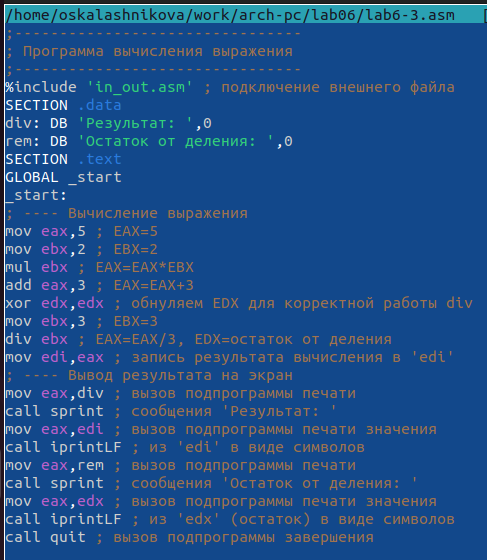 /home/oskalashnikova/work/arch-pc/lab06/lab6-3.asm
;--------------------------------
; Программа вычисления выражения
;--------------------------------
%include 'in_out.asm' ; подключение внешнего файла
SECTION .data
div: DB 'Результат: ',0
rem: DB 'Остаток от деления: ',0
SECTION .text
GLOBAL _start
_start:
; ---- Вычисление выражения
mov eax,5 ; EAX=5
mov ebx,2 ; EBX=2
mul ebx ; EAX=EAX*EBX
add eax,3 ; EAX=EAX+3
xor edx,edx ; обнуляем EDX для корректной работы div
mov ebx,3 ; EBX=3
div ebx ; EAX=EAX/3, EDX=остаток от деления
mov edi,eax ; запись результата вычисления в 'edi'
; ---- Вывод результата на экран
mov eax,div ; вызов подпрограммы печати
call sprint ; сообщения 'Результат: '
mov eax,edi ; вызов подпрограммы печати значения
call iprintLF ; из 'edi' в виде символов
mov eax,rem ; вызов подпрограммы печати
call sprint ; сообщения 'Остаток от деления: '
mov eax,edx ; вызов подпрограммы печати значения
call iprintLF ; из 'edx' (остаток) в виде символов
call quit ; вызов подпрограммы завершения